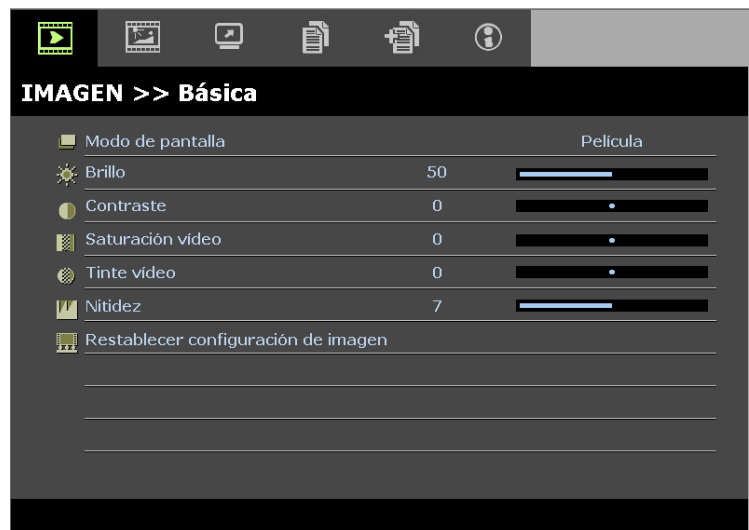 IMAGEN >> Básica
Modo de pantalla Película
Brillo 50
Contraste 0
Saturación vídeo 0
Tinte vídeo 0
Nitidez 7
Restablecer configuración de imagen